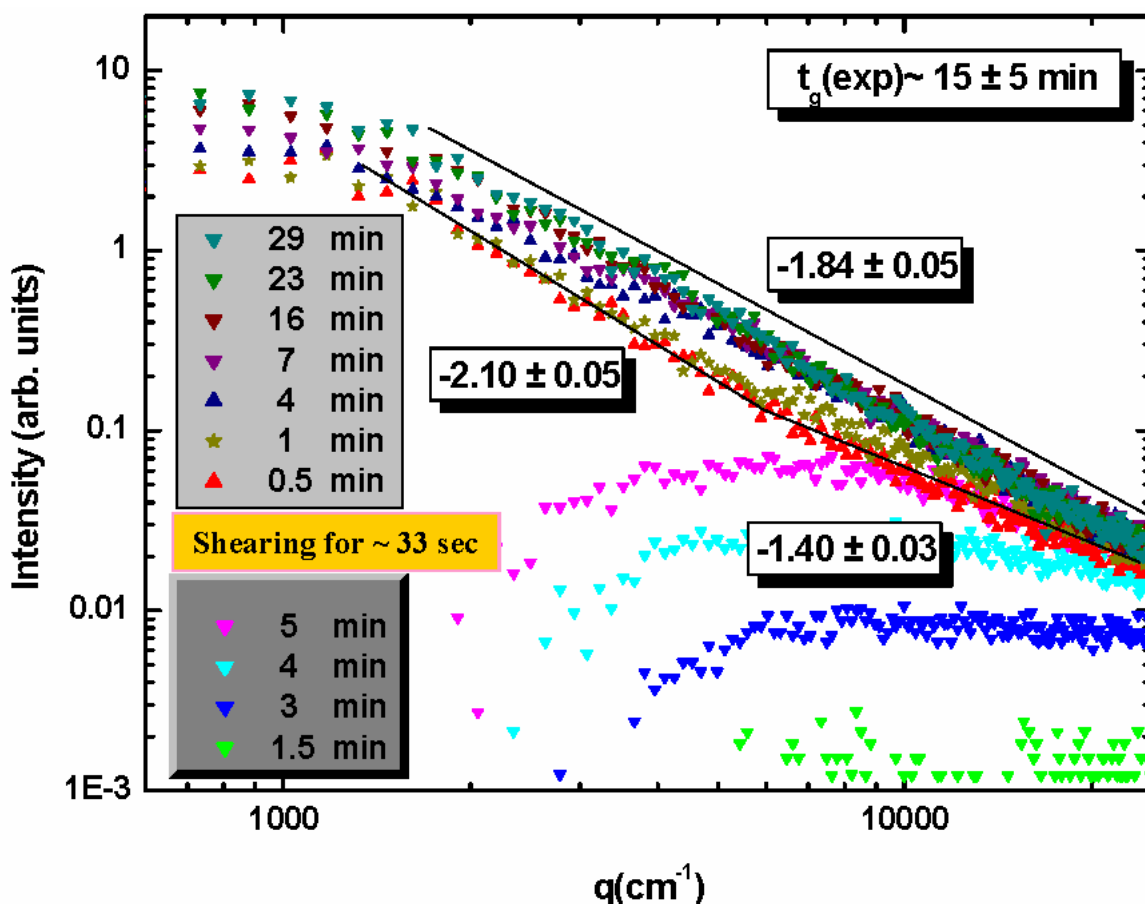 t_g(exp)~ 15 ± 5 min
10
1
0.1
0.01
1E-3
Intensity (arb. units)
-1.84 ± 0.05
-2.10 ± 0.05
-1.40 ± 0.03
29 min
23 min
16 min
7 min
4 min
1 min
0.5 min
Shearing for ~ 33 sec
5 min
4 min
3 min
1.5 min
1000
10000
q(cm⁻¹)